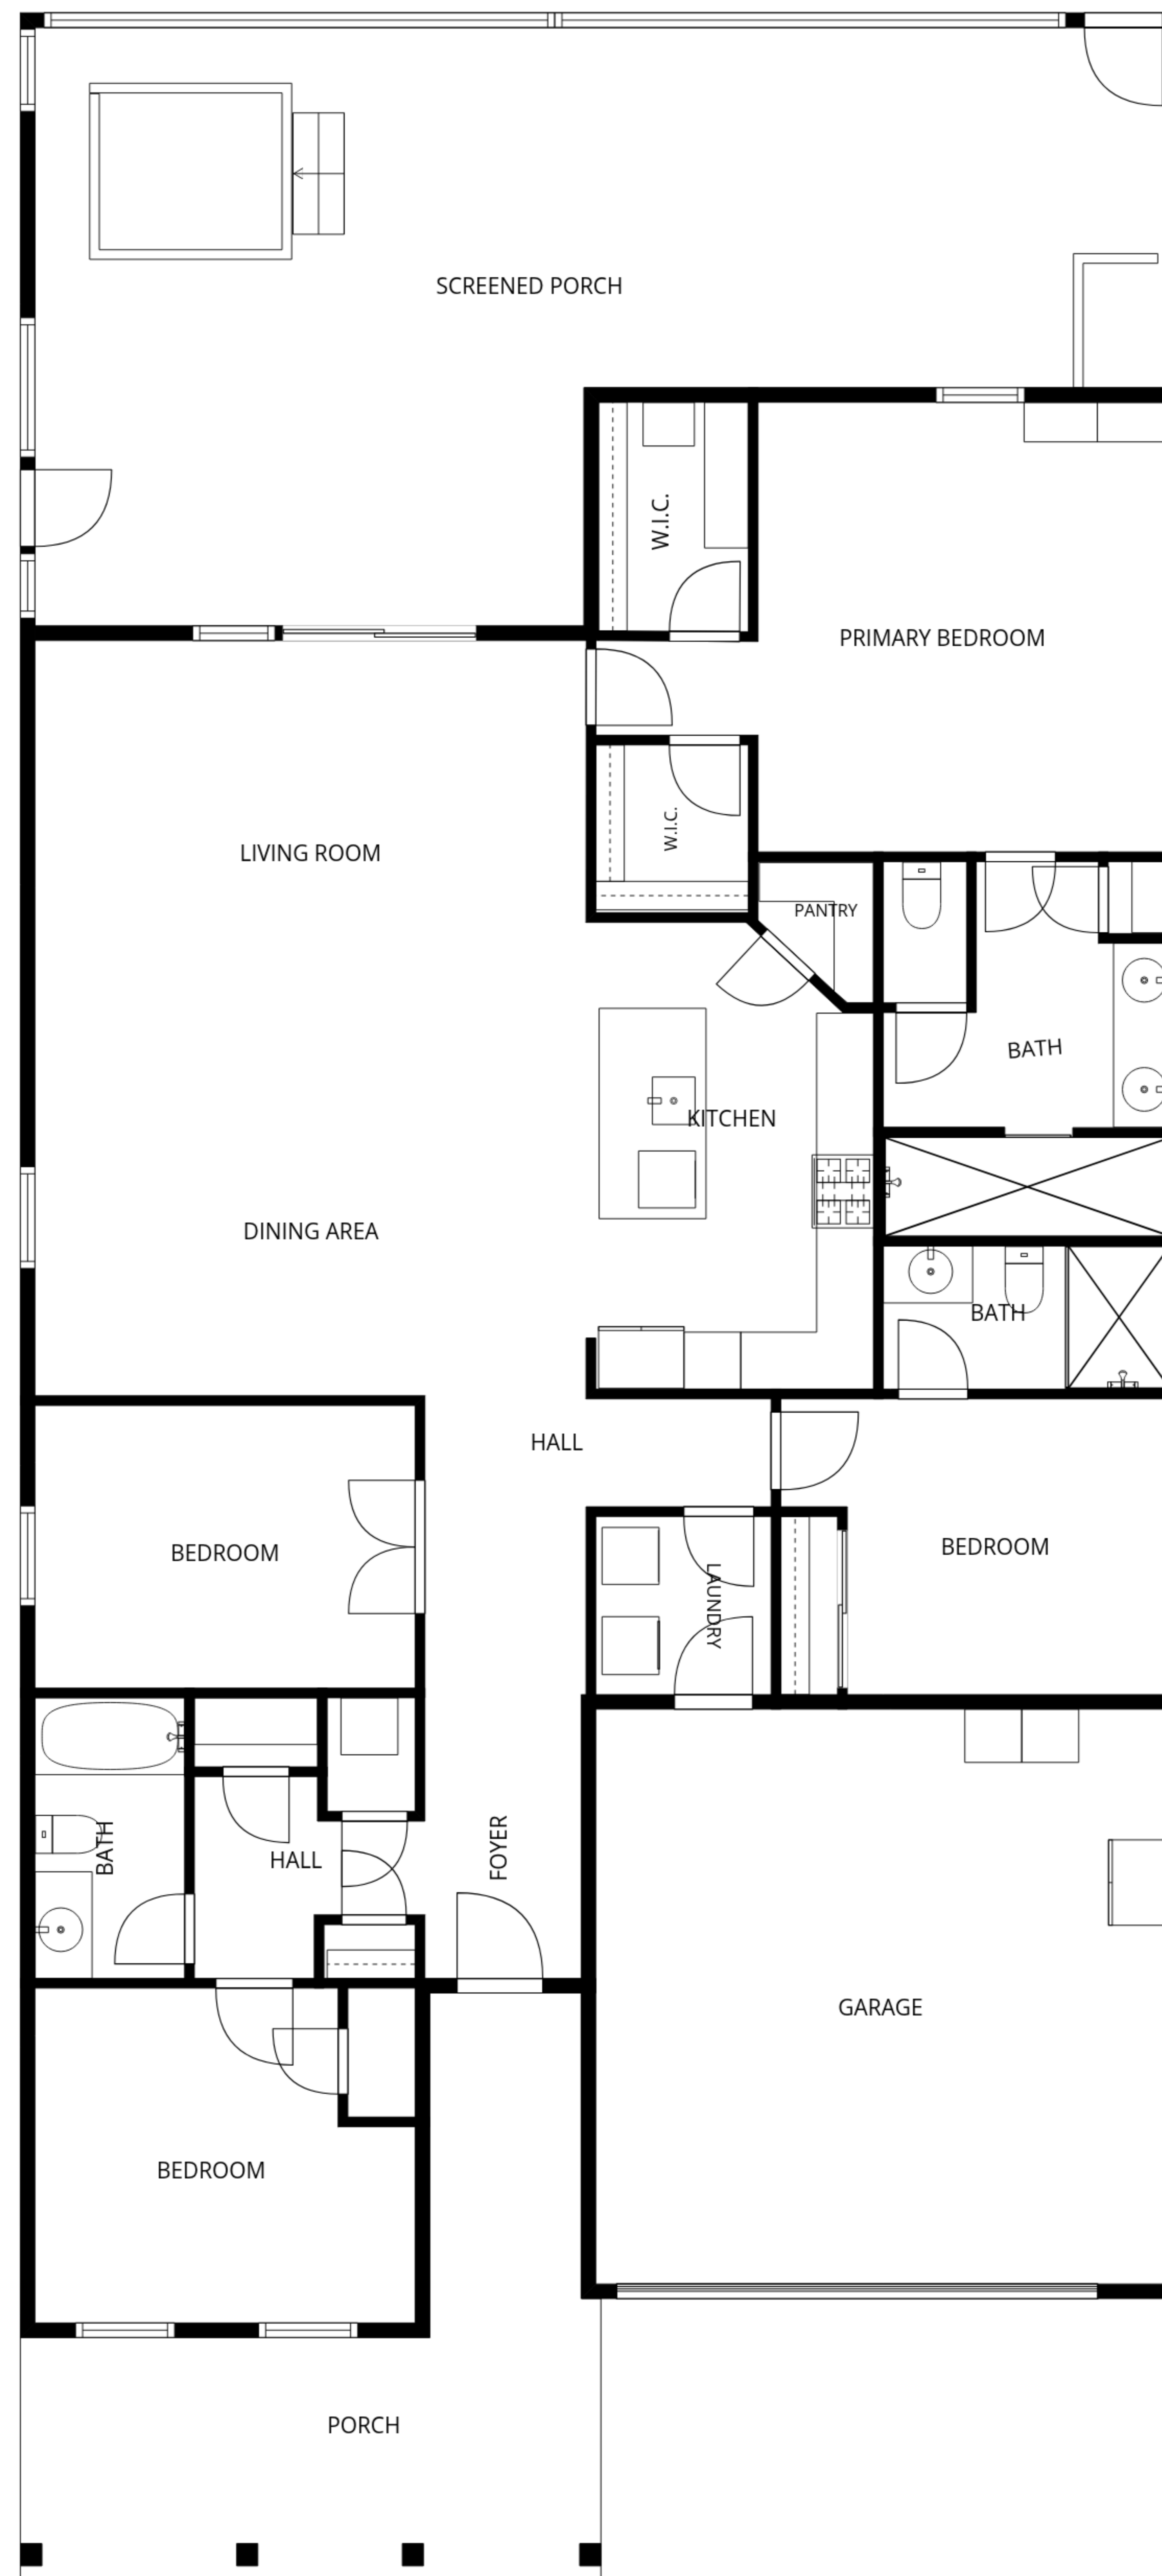 SCREENED PORCH
W.I.C.
PRIMARY BEDROOM
LIVING ROOM
W.I.C.
PANTRY
BATH
KITCHEN
DINING AREA
BATH
HALL
BEDROOM
BEDROOM
LAUNDRY
FOYER
BATH
HALL
GARAGE
BEDROOM
PORCH